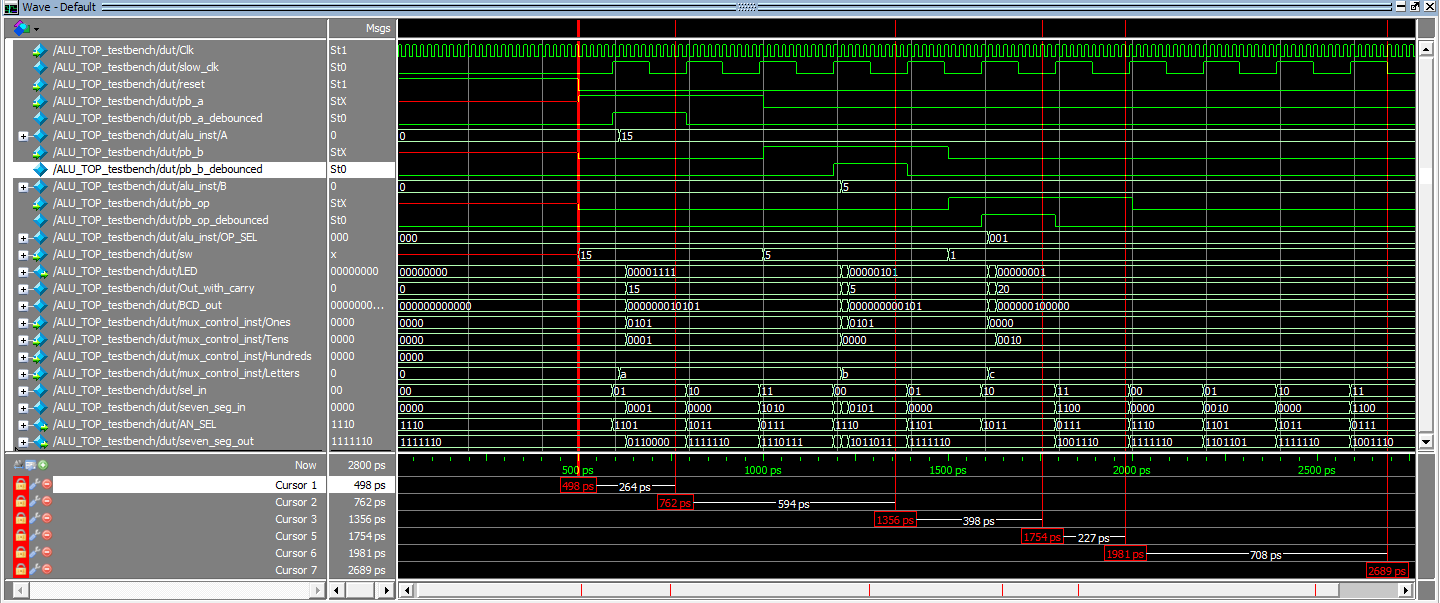 Wave - Default
Msgs
/ALU_TOP_testbench/dut/Clk St1
/ALU_TOP_testbench/dut/slow_clk St0
/ALU_TOP_testbench/dut/reset St1
/ALU_TOP_testbench/dut/pb_a StX
/ALU_TOP_testbench/dut/pb_a_debounced St0
/ALU_TOP_testbench/dut/alu_inst/A 0 0 15
/ALU_TOP_testbench/dut/pb_b StX
/ALU_TOP_testbench/dut/pb_b_debounced St0
/ALU_TOP_testbench/dut/alu_inst/B 0 0 5
/ALU_TOP_testbench/dut/pb_op StX
/ALU_TOP_testbench/dut/pb_op_debounced St0
/ALU_TOP_testbench/dut/alu_inst/OP_SEL 000 000 001
/ALU_TOP_testbench/dut/sw x 15 5 1
/ALU_TOP_testbench/dut/LED 00000000 00000000 00001111 00000101 00000001
/ALU_TOP_testbench/dut/Out_with_carry 0 0 15 5 20
/ALU_TOP_testbench/dut/BCD_out 0000000... 000000000000 000000010101 000000000101 000000100000
/ALU_TOP_testbench/dut/mux_control_inst/Ones 0000 0000 0101 0101 0000
/ALU_TOP_testbench/dut/mux_control_inst/Tens 0000 0000 0001 0000 0010
/ALU_TOP_testbench/dut/mux_control_inst/Hundreds 0000 0000
/ALU_TOP_testbench/dut/mux_control_inst/Letters 0 0 a b c
/ALU_TOP_testbench/dut/sel_in 00 00 01 10 11 00 01 10 11 00 01 10 11
/ALU_TOP_testbench/dut/seven_seg_in 0000 0000 0001 0000 1010 0101 0000 1100 0000 0010 0000 1100
/ALU_TOP_testbench/dut/AN_SEL 1110 1110 1101 1011 0111 1110 1101 1011 0111 1110 1101 1011 0111
/ALU_TOP_testbench/dut/seven_seg_out 1111110 1111110 0110000 1111110 1110111 1011011 1111110 1001110 1111110 1101101 1111110 1001110
Now 2800 ps 500 ps 1000 ps 1500 ps 2000 ps 2500 ps
Cursor 1 498 ps 498 ps 264 ps
Cursor 2 762 ps 762 ps 594 ps
Cursor 3 1356 ps 1356 ps 398 ps
Cursor 5 1754 ps 1754 ps 227 ps
Cursor 6 1981 ps 1981 ps 708 ps
Cursor 7 2689 ps 2689 ps